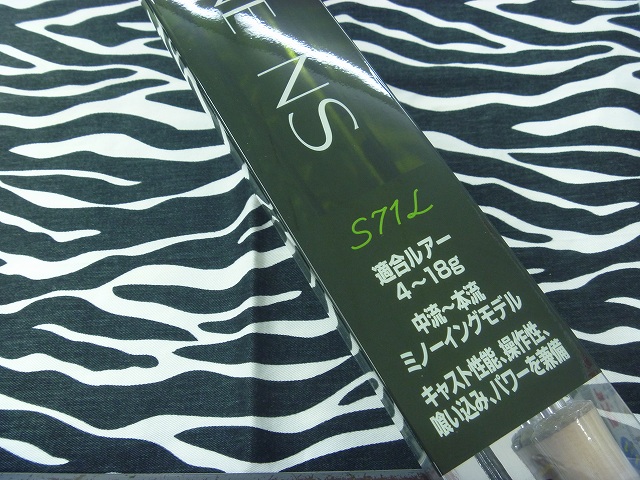 NS
S71L
適合ルアー
4～18g
中流～本流
ミノーイングモデル
キャスト性能、操作性、
喰い込み、パワーを兼備